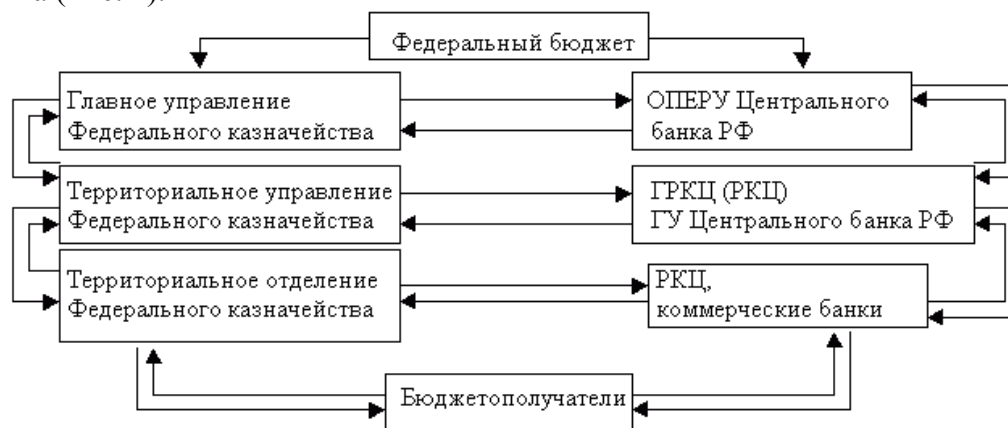 Федеральный бюджет
Главное управление
Федерального казначейства
ОПЕРУ Центрального
банка РФ
Территориальное управление
Федерального казначейства
ГРКЦ (РКЦ)
ГУ Центрального банка РФ
Территориальное отделение
Федерального казначейства
РКЦ,
коммерческие банки
Бюджетополучатели